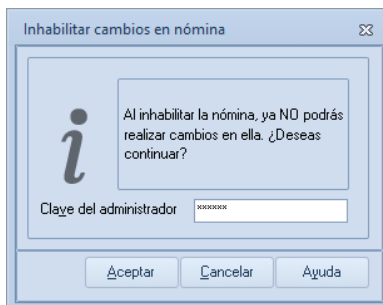 Inhabilitar cambios en nómina
Al inhabilitar la nómina, ya NO podrás
realizar cambios en ella. ¿Deseas
continuar?
Clave del administrador xxxxxx
Aceptar Cancelar Ayuda